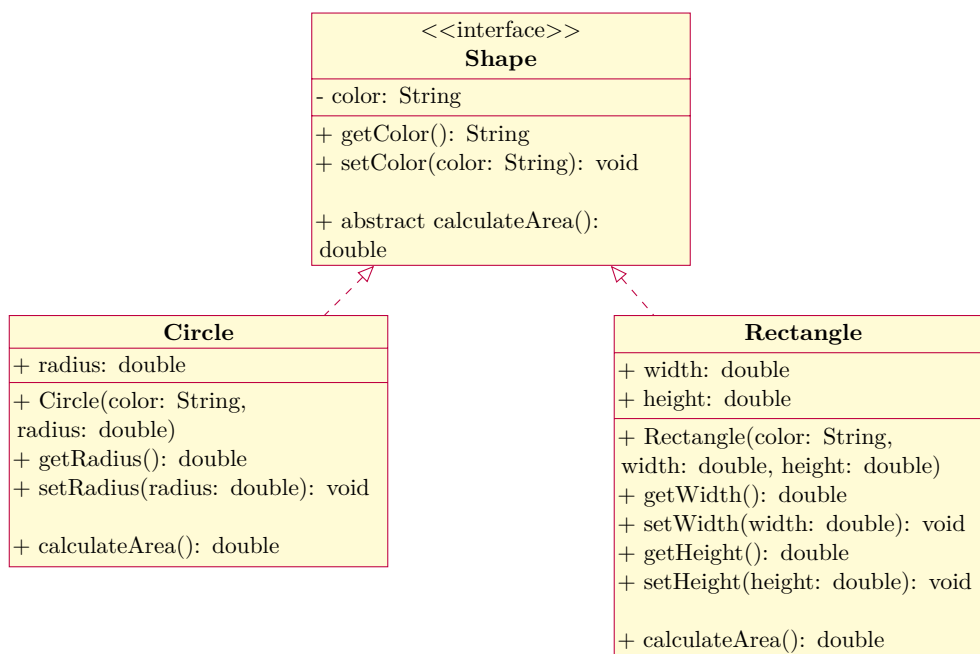 <<interface>>
Shape
- color: String
+ getColor(): String
+ setColor(color: String): void
+ abstract calculateArea():
double
Circle
+ radius: double
+ Circle(color: String,
radius: double)
+ getRadius(): double
+ setRadius(radius: double): void
+ calculateArea(): double
Rectangle
+ width: double
+ height: double
+ Rectangle(color: String,
width: double, height: double)
+ getWidth(): double
+ setWidth(width: double): void
+ getHeight(): double
+ setHeight(height: double): void
+ calculateArea(): double